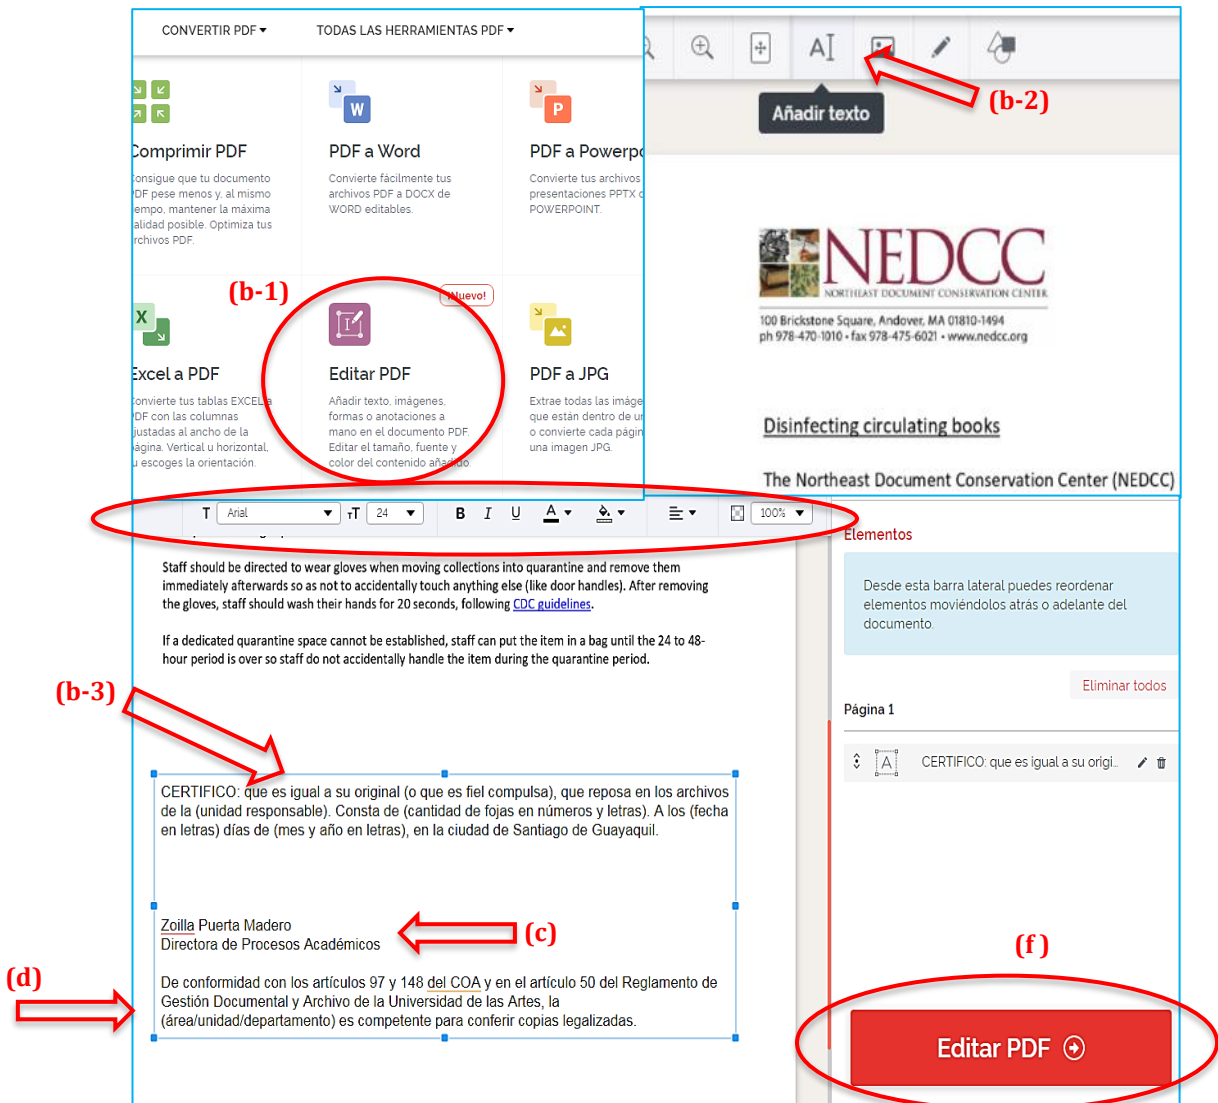 CONVERTIR PDF
TODAS LAS HERRAMIENTAS PDF
Comprimir PDF
Consigue que tu documento
PDF pese menos y, al mismo
tiempo, mantener la máxima
calidad posible. Optimiza tus
archivos PDF.
W
PDF a Word
Convierte fácilmente tus
archivos PDF a DOCX de
WORD editables.
P
PDF a Powerpo
Convierte tus archivos
presentaciones PPTX
POWERPOINT.
(b-1)
X
Excel a PDF
Convierte tus tablas EXCEL a
PDF con las columnas
ajustadas al ancho de la
página. Vertical u horizontal,
tu escoges la orientación.
¡Nuevo!
Editar PDF
Añadir texto, imágenes,
formas o anotaciones a
mano en el documento PDF.
Editar el tamaño, fuente y
color del contenido añadido.
PDF a JPG
Extrae todas las imáge
que están dentro de un
o convierte cada págin
una imagen JPG.
A
(b-2)
Añadir texto
NEDCC
NORTHEAST DOCUMENT CONSERVATION CENTER
100 Brickstone Square, Andover, MA 01810-1494
ph 978-470-1010 • fax 978-475-6021 • www.nedcc.org
Disinfecting circulating books
The Northeast Document Conservation Center (NEDCC)
T Arial TT 24 B I U A 100%
Staff should be directed to wear gloves when moving collections into quarantine and remove them
immediately afterwards so as not to accidentally touch anything else (like door handles). After removing
the gloves, staff should wash their hands for 20 seconds, following CDC guidelines.
If a dedicated quarantine space cannot be established, staff can put the item in a bag until the 24 to 48-
hour period is over so staff do not accidentally handle the item during the quarantine period.
(b-3)
CERTIFICO: que es igual a su original (o que es fiel compulsa), que reposa en los archivos
de la (unidad responsable). Consta de (cantidad de fojas en números y letras). A los (fecha
en letras) días de (mes y año en letras), en la ciudad de Santiago de Guayaquil.
Zoilla Puerta Madero
Directora de Procesos Académicos
(c)
(d)
De conformidad con los artículos 97 y 148 del COA y en el artículo 50 del Reglamento de
Gestión Documental y Archivo de la Universidad de las Artes, la
(área/unidad/departamento) es competente para conferir copias legalizadas.
Elementos
Desde esta barra lateral puedes reordenar
elementos moviéndolos atrás o adelante del
documento.
Eliminar todos
Página 1
A CERTIFICO: que es igual a su origi...
(f)
Editar PDF